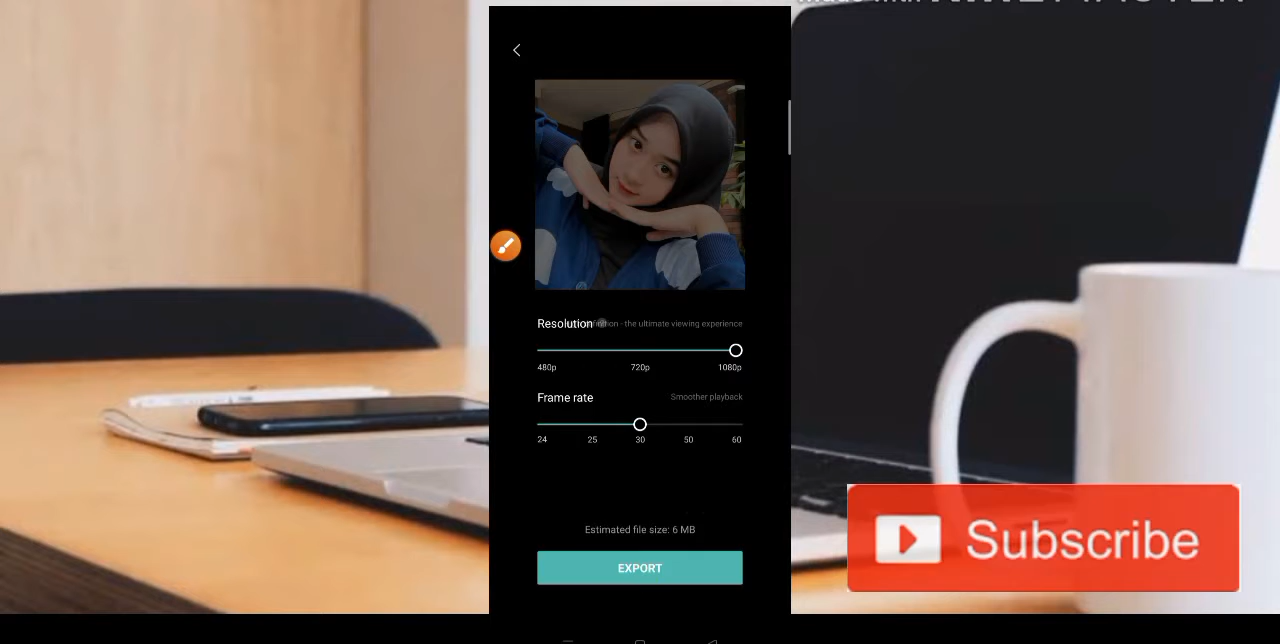 Resolution
- the ultimate viewing experience
480p 720p 1080p
Frame rate
Smoother playback
24 25 30 50 60
Estimated file size: 6 MB
EXPORT
Subscribe